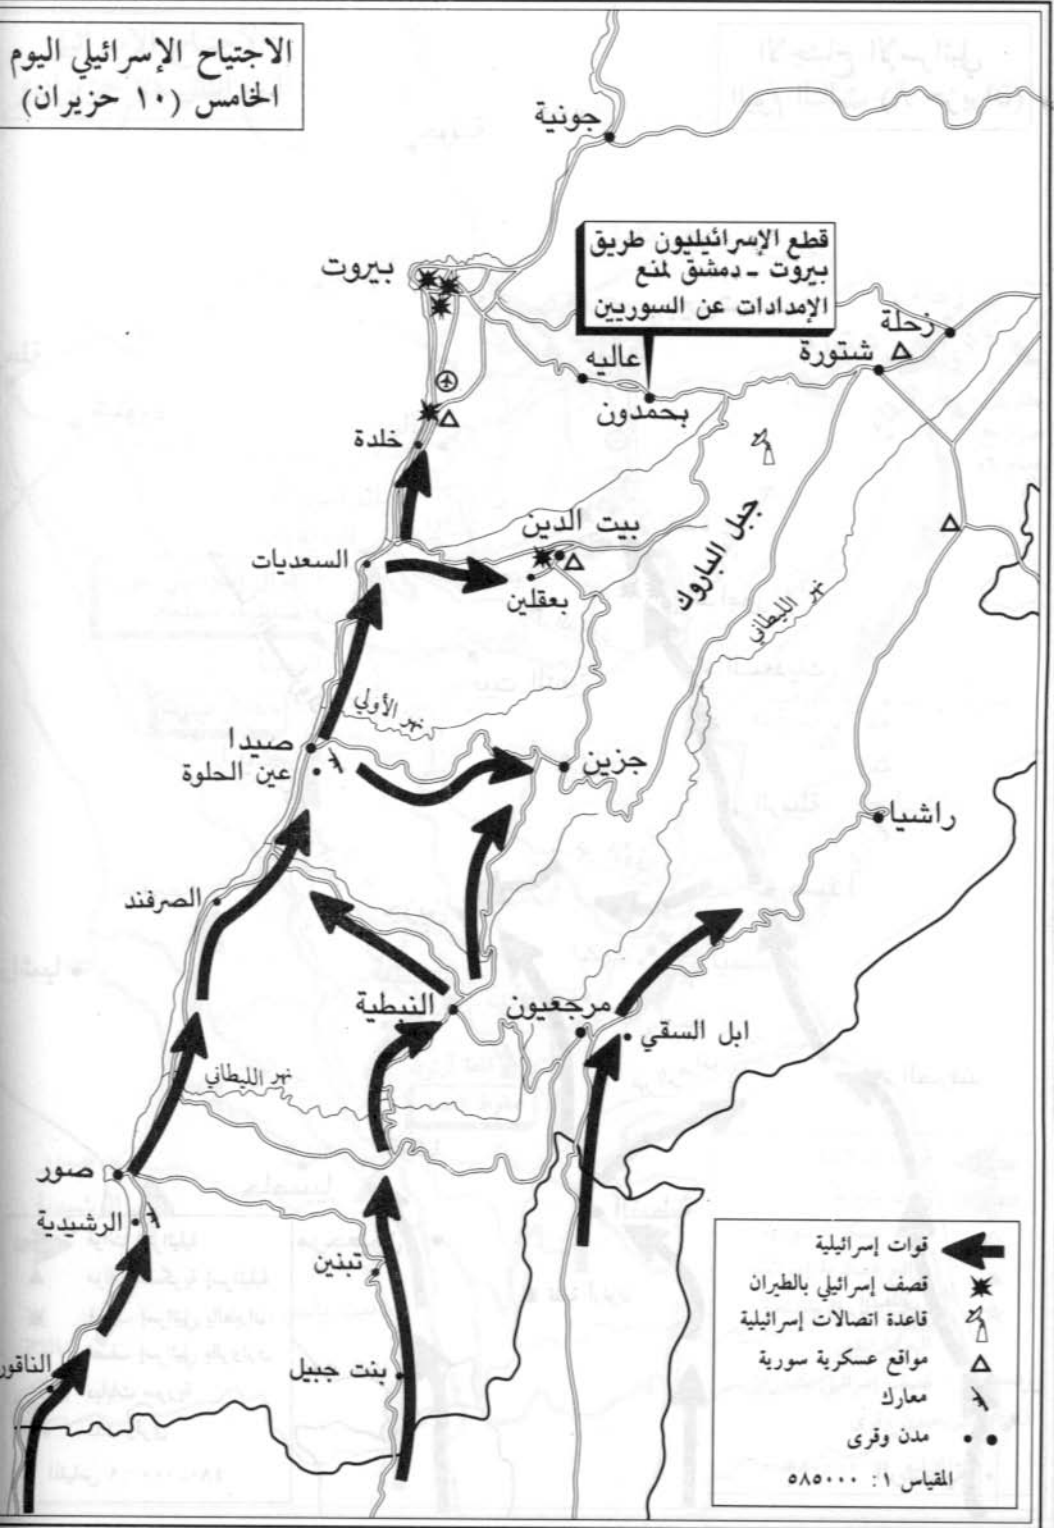 الاجتياح الإسرائيلي اليوم
الخامس (١٠ حزيران)
جونية
قطع الإسرائيليون طريق
بيروت - دمشق لمنع
الإمدادات عن السوريين
بيروت
زحلة
شتورة
عاليه
بحمدون
خلدة
جبل الباروك
بيت الدين
السعديات
بعقلين
نهر الليطاني
نهر الأولي
صيدا
عين الحلوة
جزين
راشيا
الصرفند
النبطية
مرجعيون
ابل السقي
نهر الليطاني
صور
الرشيدية
تبنين
الناقور
بنت جبيل
قوات إسرائيلية
قصف إسرائيلي بالطيران
قاعدة اتصالات إسرائيلية
مواقع عسكرية سورية
معارك
مدن وقرى
المقياس ١: ٥٨٥٠٠٠